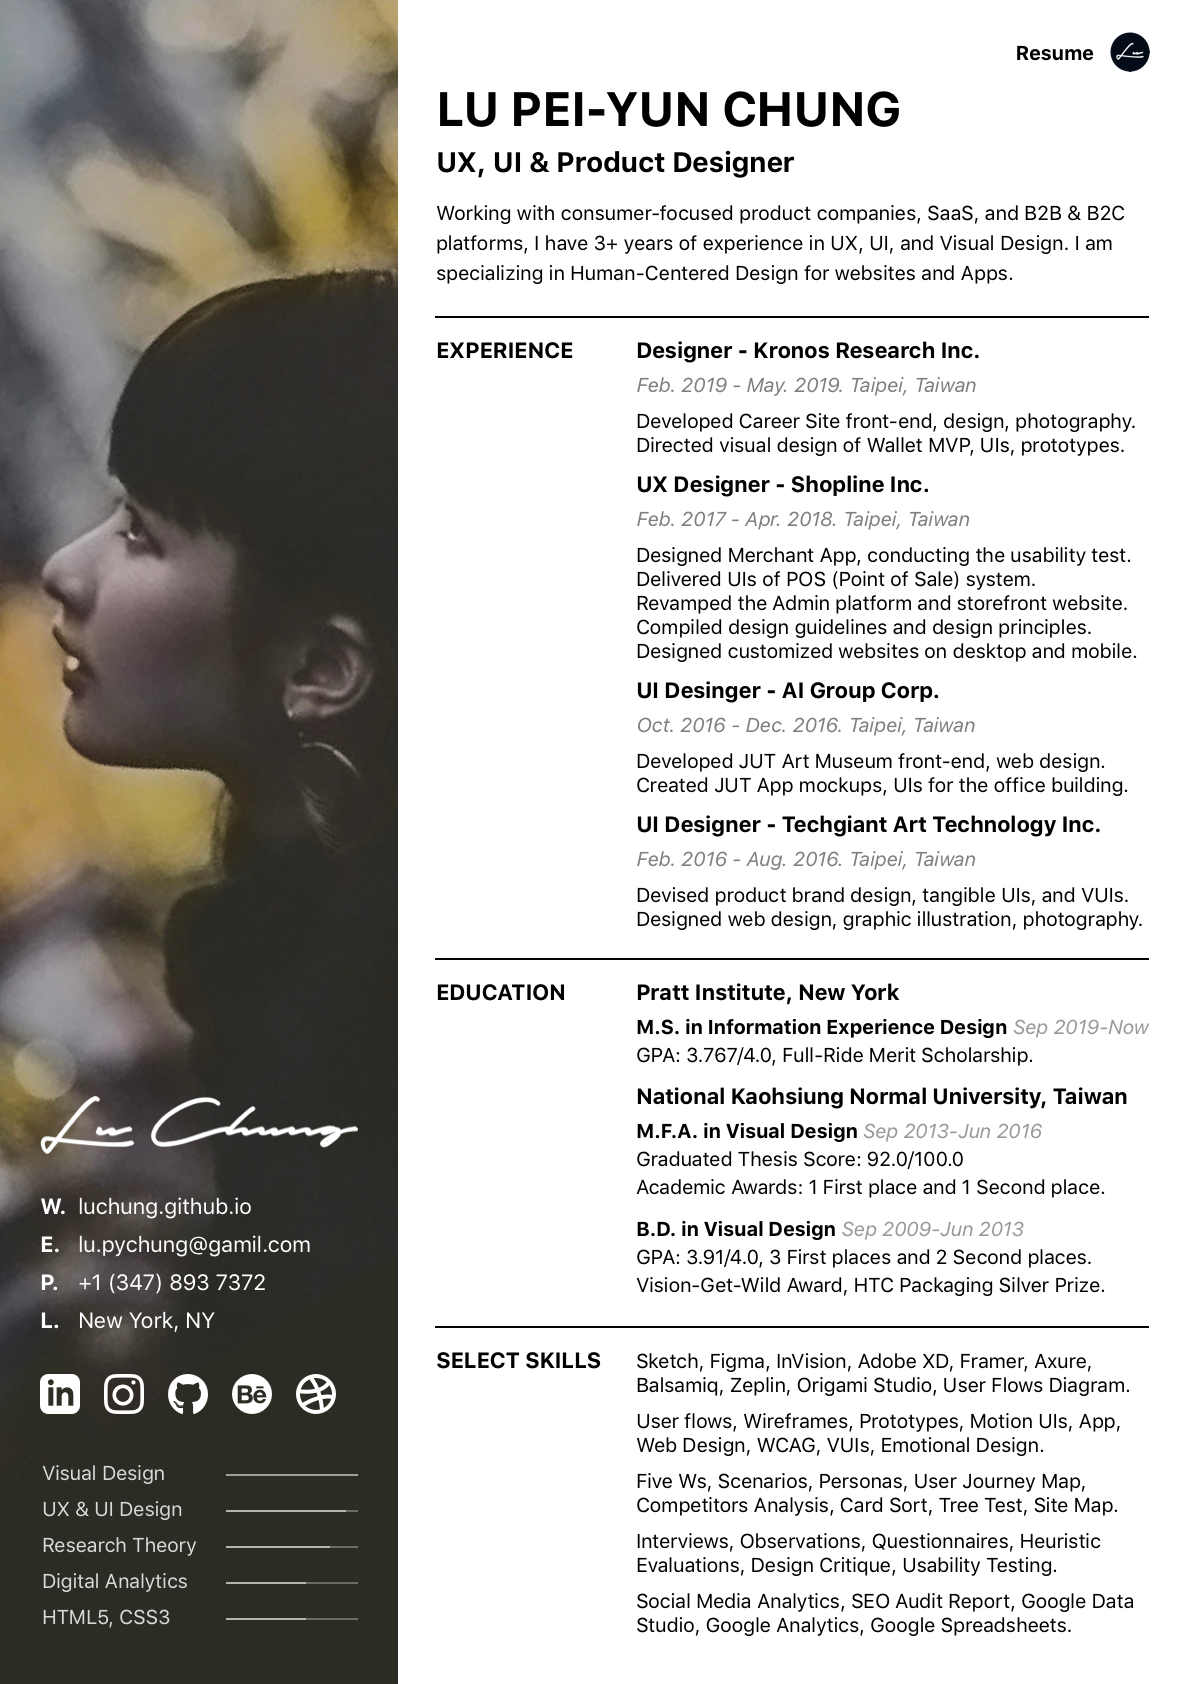 Resume
LU PEI-YUN CHUNG
UX, UI & Product Designer
Working with consumer-focused product companies, SaaS, and B2B & B2C
platforms, I have 3+ years of experience in UX, UI, and Visual Design. I am
specializing in Human-Centered Design for websites and Apps.
EXPERIENCE
Designer - Kronos Research Inc.
Feb. 2019 - May. 2019. Taipei, Taiwan
Developed Career Site front-end, design, photography.
Directed visual design of Wallet MVP, UIs, prototypes.
UX Designer - Shopline Inc.
Feb. 2017 - Apr. 2018. Taipei, Taiwan
Designed Merchant App, conducting the usability test.
Delivered UIs of POS (Point of Sale) system.
Revamped the Admin platform and storefront website.
Compiled design guidelines and design principles.
Designed customized websites on desktop and mobile.
UI Desinger - AI Group Corp.
Oct. 2016 - Dec. 2016. Taipei, Taiwan
Developed JUT Art Museum front-end, web design.
Created JUT App mockups, UIs for the office building.
UI Designer - Techgiant Art Technology Inc.
Feb. 2016 - Aug. 2016. Taipei, Taiwan
Devised product brand design, tangible UIs, and VUIs.
Designed web design, graphic illustration, photography.
EDUCATION
Pratt Institute, New York
M.S. in Information Experience Design Sep 2019-Now
GPA: 3.767/4.0, Full-Ride Merit Scholarship.
National Kaohsiung Normal University, Taiwan
M.F.A. in Visual Design Sep 2013-Jun 2016
Graduated Thesis Score: 92.0/100.0
Academic Awards: 1 First place and 1 Second place.
B.D. in Visual Design Sep 2009-Jun 2013
GPA: 3.91/4.0, 3 First places and 2 Second places.
Vision-Get-Wild Award, HTC Packaging Silver Prize.
SELECT SKILLS
Sketch, Figma, InVision, Adobe XD, Framer, Axure,
Balsamiq, Zeplin, Origami Studio, User Flows Diagram.
User flows, Wireframes, Prototypes, Motion UIs, App,
Web Design, WCAG, VUIs, Emotional Design.
Five Ws, Scenarios, Personas, User Journey Map,
Competitors Analysis, Card Sort, Tree Test, Site Map.
Interviews, Observations, Questionnaires, Heuristic
Evaluations, Design Critique, Usability Testing.
Social Media Analytics, SEO Audit Report, Google Data
Studio, Google Analytics, Google Spreadsheets.
Lu Chung
W. luchung.github.io
E. lu.pychung@gamil.com
P. +1 (347) 893 7372
L. New York, NY
in
Bē
Visual Design
UX & UI Design
Research Theory
Digital Analytics
HTML5, CSS3